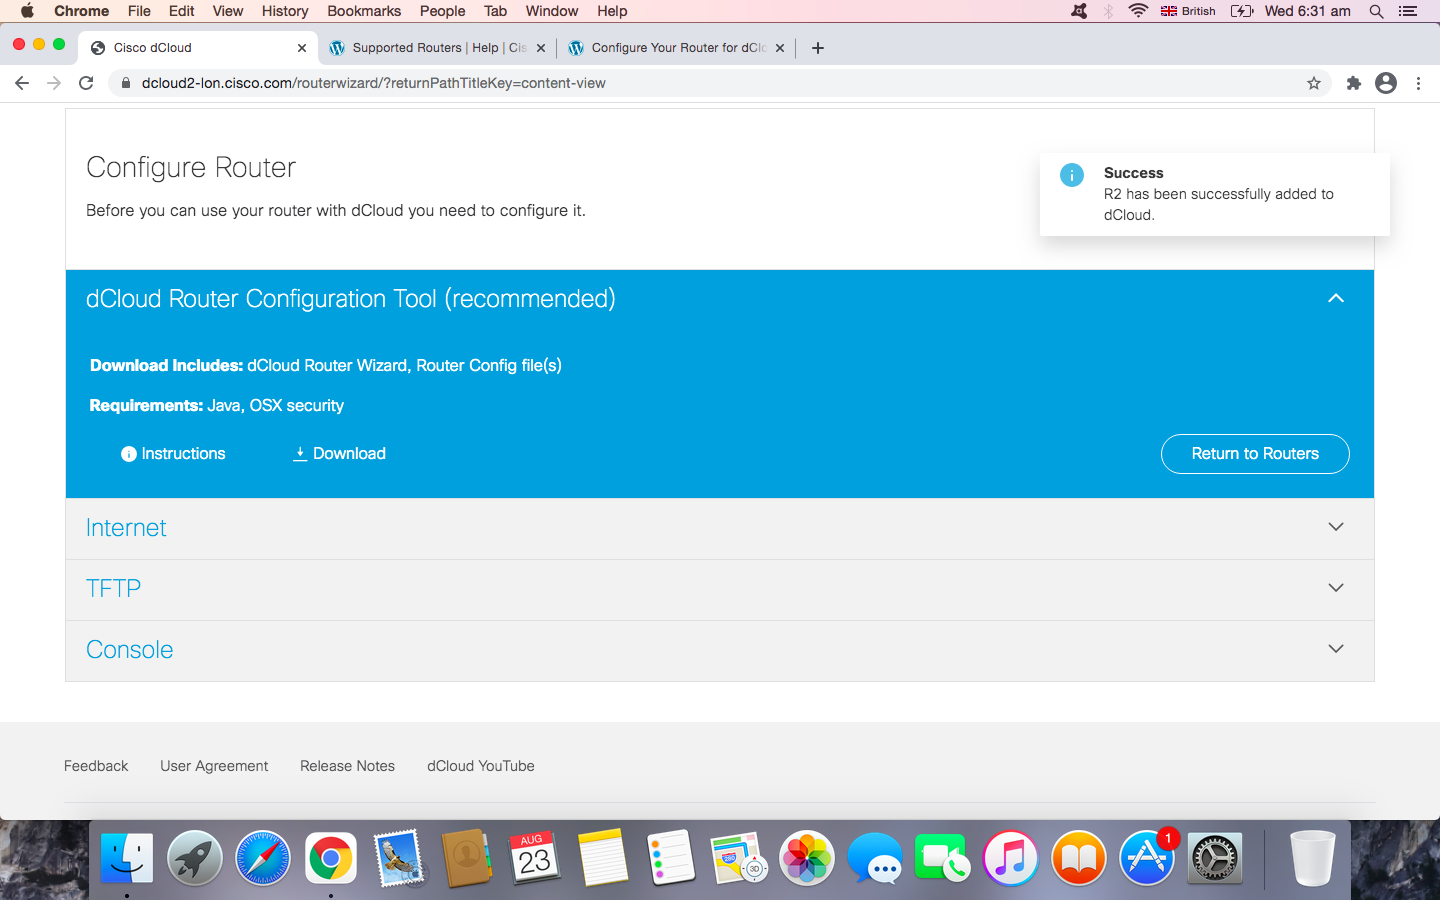 Chrome File Edit View History Bookmarks People Tab Window Help British Wed 6:31 am
Cisco dCloud Supported Routers | Help | Cis Configure Your Router for dClo
dcloud2-lon.cisco.com/routerwizard/?returnPathTitleKey=content-view
Configure Router
Before you can use your router with dCloud you need to configure it.
Success
R2 has been successfully added to
dCloud.
dCloud Router Configuration Tool (recommended)
Download Includes: dCloud Router Wizard, Router Config file(s)
Requirements: Java, OSX security
Instructions Download Return to Routers
Internet
TFTP
Console
Feedback User Agreement Release Notes dCloud YouTube
AUG
23
280
3D
1